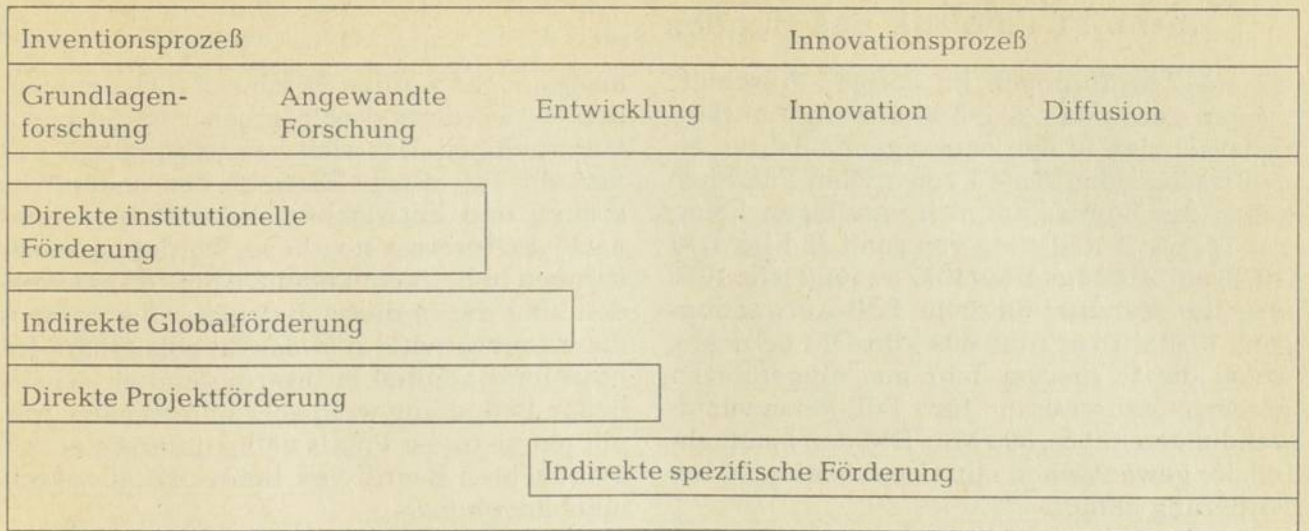 Inventionsprozeß Innovationsprozeß
Grundlagen-
forschung
Angewandte
Forschung
Entwicklung
Innovation
Diffusion
Direkte institutionelle
Förderung
Indirekte Globalförderung
Direkte Projektförderung
Indirekte spezifische Förderung